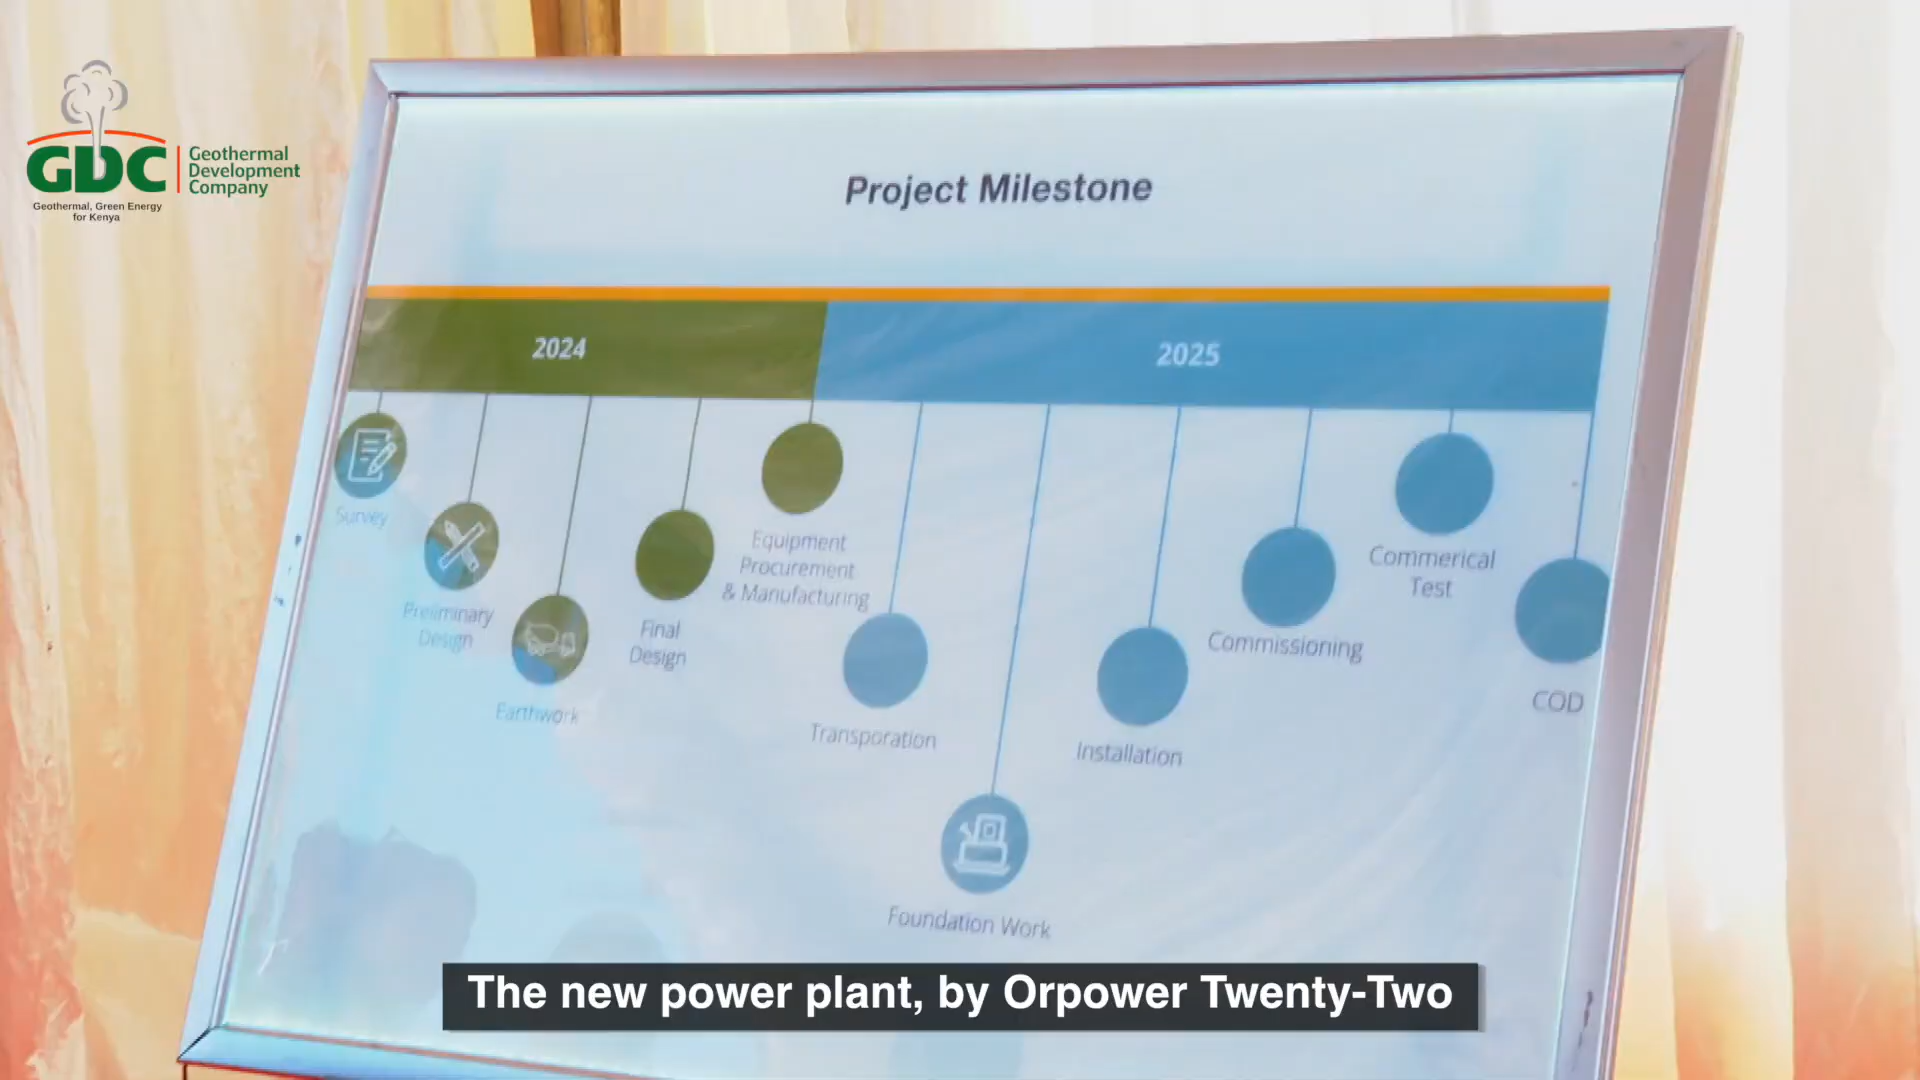 GDC
Geothermal
Development
Company
Geothermal, Green Energy
for Kenya
Project Milestone
2024
2025
Survey
Preliminary
Design
Earthwork
Final
Design
Equipment
Procurement
& Manufacturing
Transporation
Foundation Work
Installation
Commissioning
Commerical
Test
COD
The new power plant, by Orpower Twenty-Two